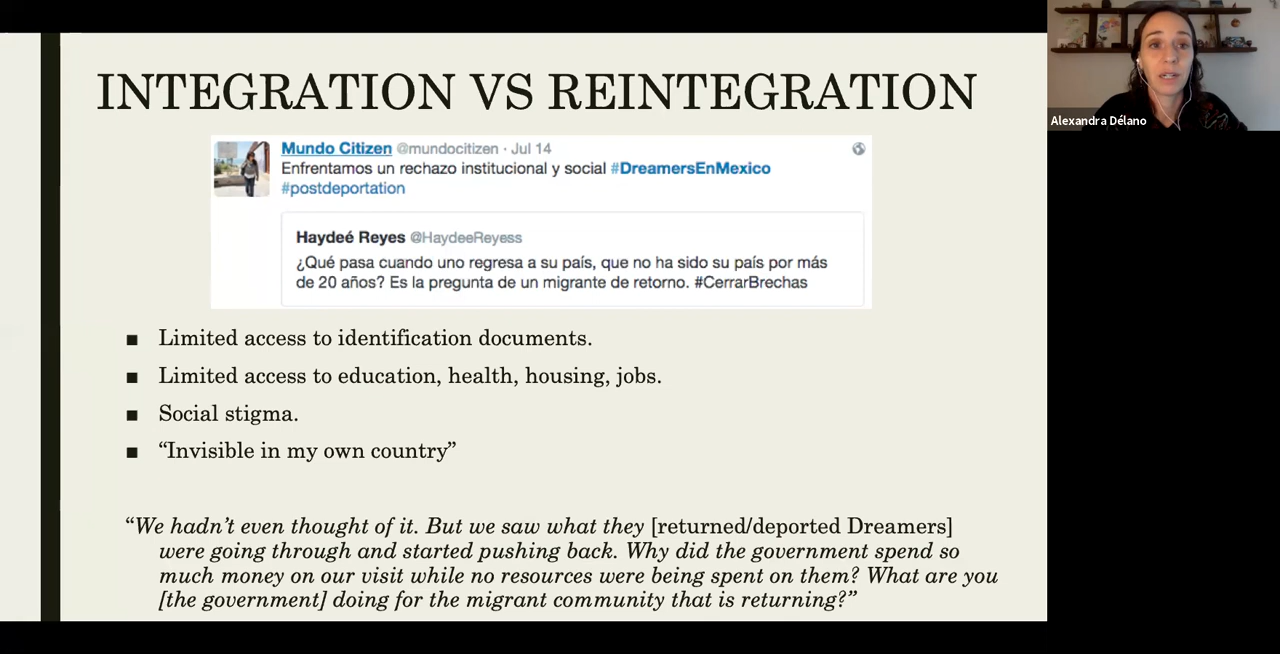 INTEGRATION VS REINTEGRATION
Mundo Citizen @mundocitizen · Jul 14
Enfrentamos un rechazo institucional y social #DreamersEnMexico
#postdeportation
Haydeé Reyes @HaydeeReyess
¿Qué pasa cuando uno regresa a su país, que no ha sido su país por más
de 20 años? Es la pregunta de un migrante de retorno. #CerrarBrechas
■ Limited access to identification documents.
■ Limited access to education, health, housing, jobs.
■ Social stigma.
■ “Invisible in my own country”
“We hadn’t even thought of it. But we saw what they [returned/deported Dreamers]
were going through and started pushing back. Why did the government spend so
much money on our visit while no resources were being spent on them? What are you
[the government] doing for the migrant community that is returning?”
Alexandra Délano